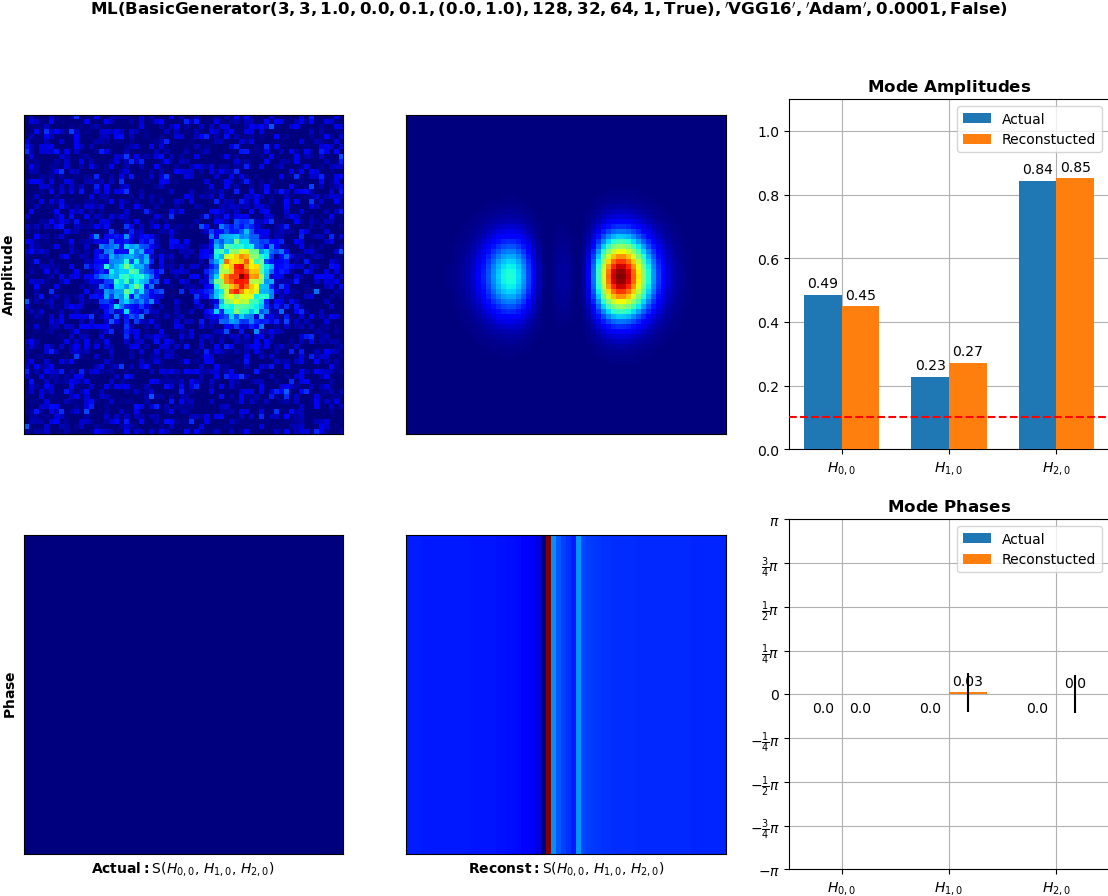 ML(BasicGenerator(3, 3, 1.0, 0.0, 0.1, (0.0, 1.0), 128, 32, 64, 1, True), ′VGG16′, ′Adam′, 0.0001, False)
Amplitude
Mode Amplitudes
Actual
Reconstucted
1.0
0.8
0.6
0.4
0.2
0.0
0.49
0.45
0.23
0.27
0.84
0.85
H0,0
H1,0
H2,0
Phase
Actual: S(H0,0, H1,0, H2,0)
Reconst: S(H0,0, H1,0, H2,0)
Mode Phases
Actual
Reconstucted
π
3/4π
1/2π
1/4π
0
−1/4π
−1/2π
−3/4π
−π
0.0
0.0
0.0
0.03
0.0
0.0
H0,0
H1,0
H2,0